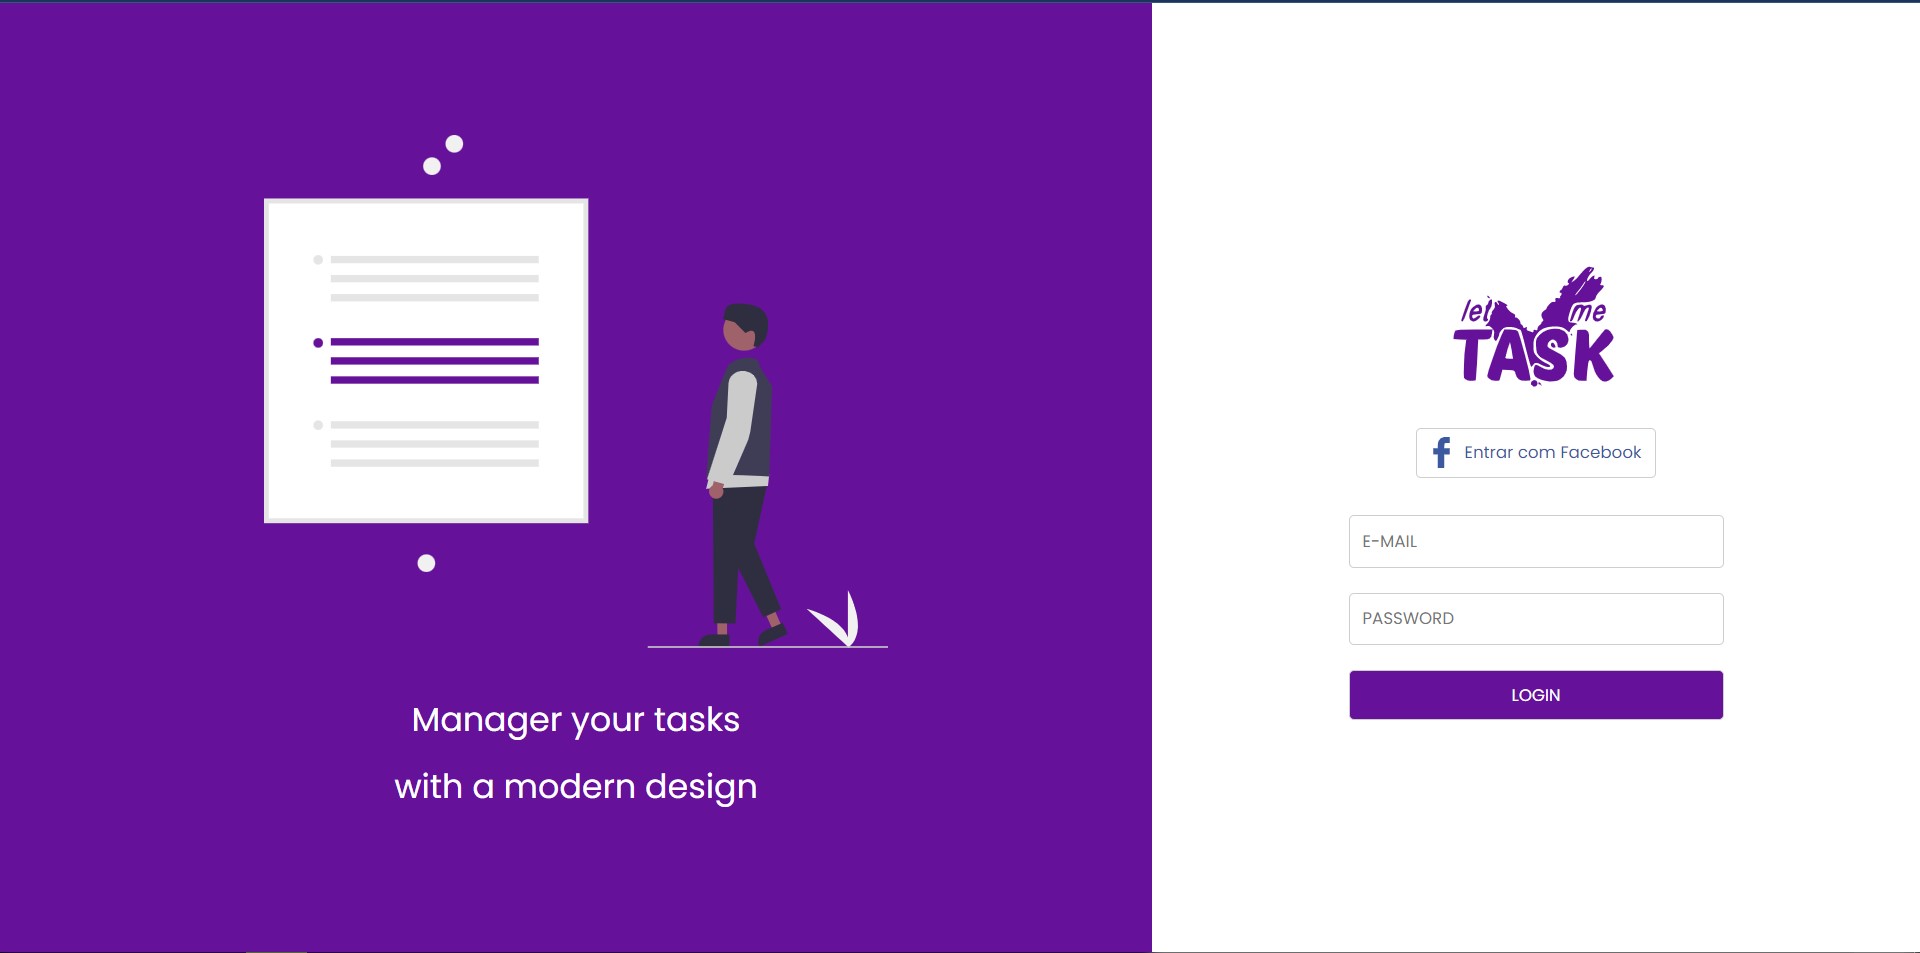 Manager your tasks
with a modern design
let me
TASK
Entrar com Facebook
E-MAIL
PASSWORD
LOGIN